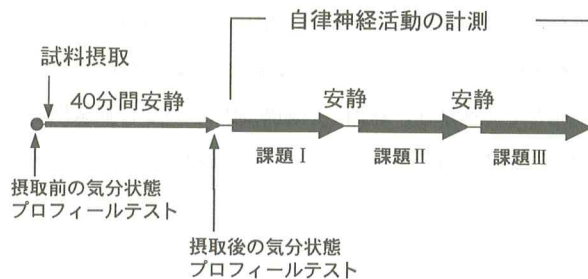 自律神経活動の計測
試料摂取
40分間安静
安静
安静
課題Ⅰ
課題Ⅱ
課題Ⅲ
摂取前の気分状態
プロフィールテスト
摂取後の気分状態
プロフィールテスト